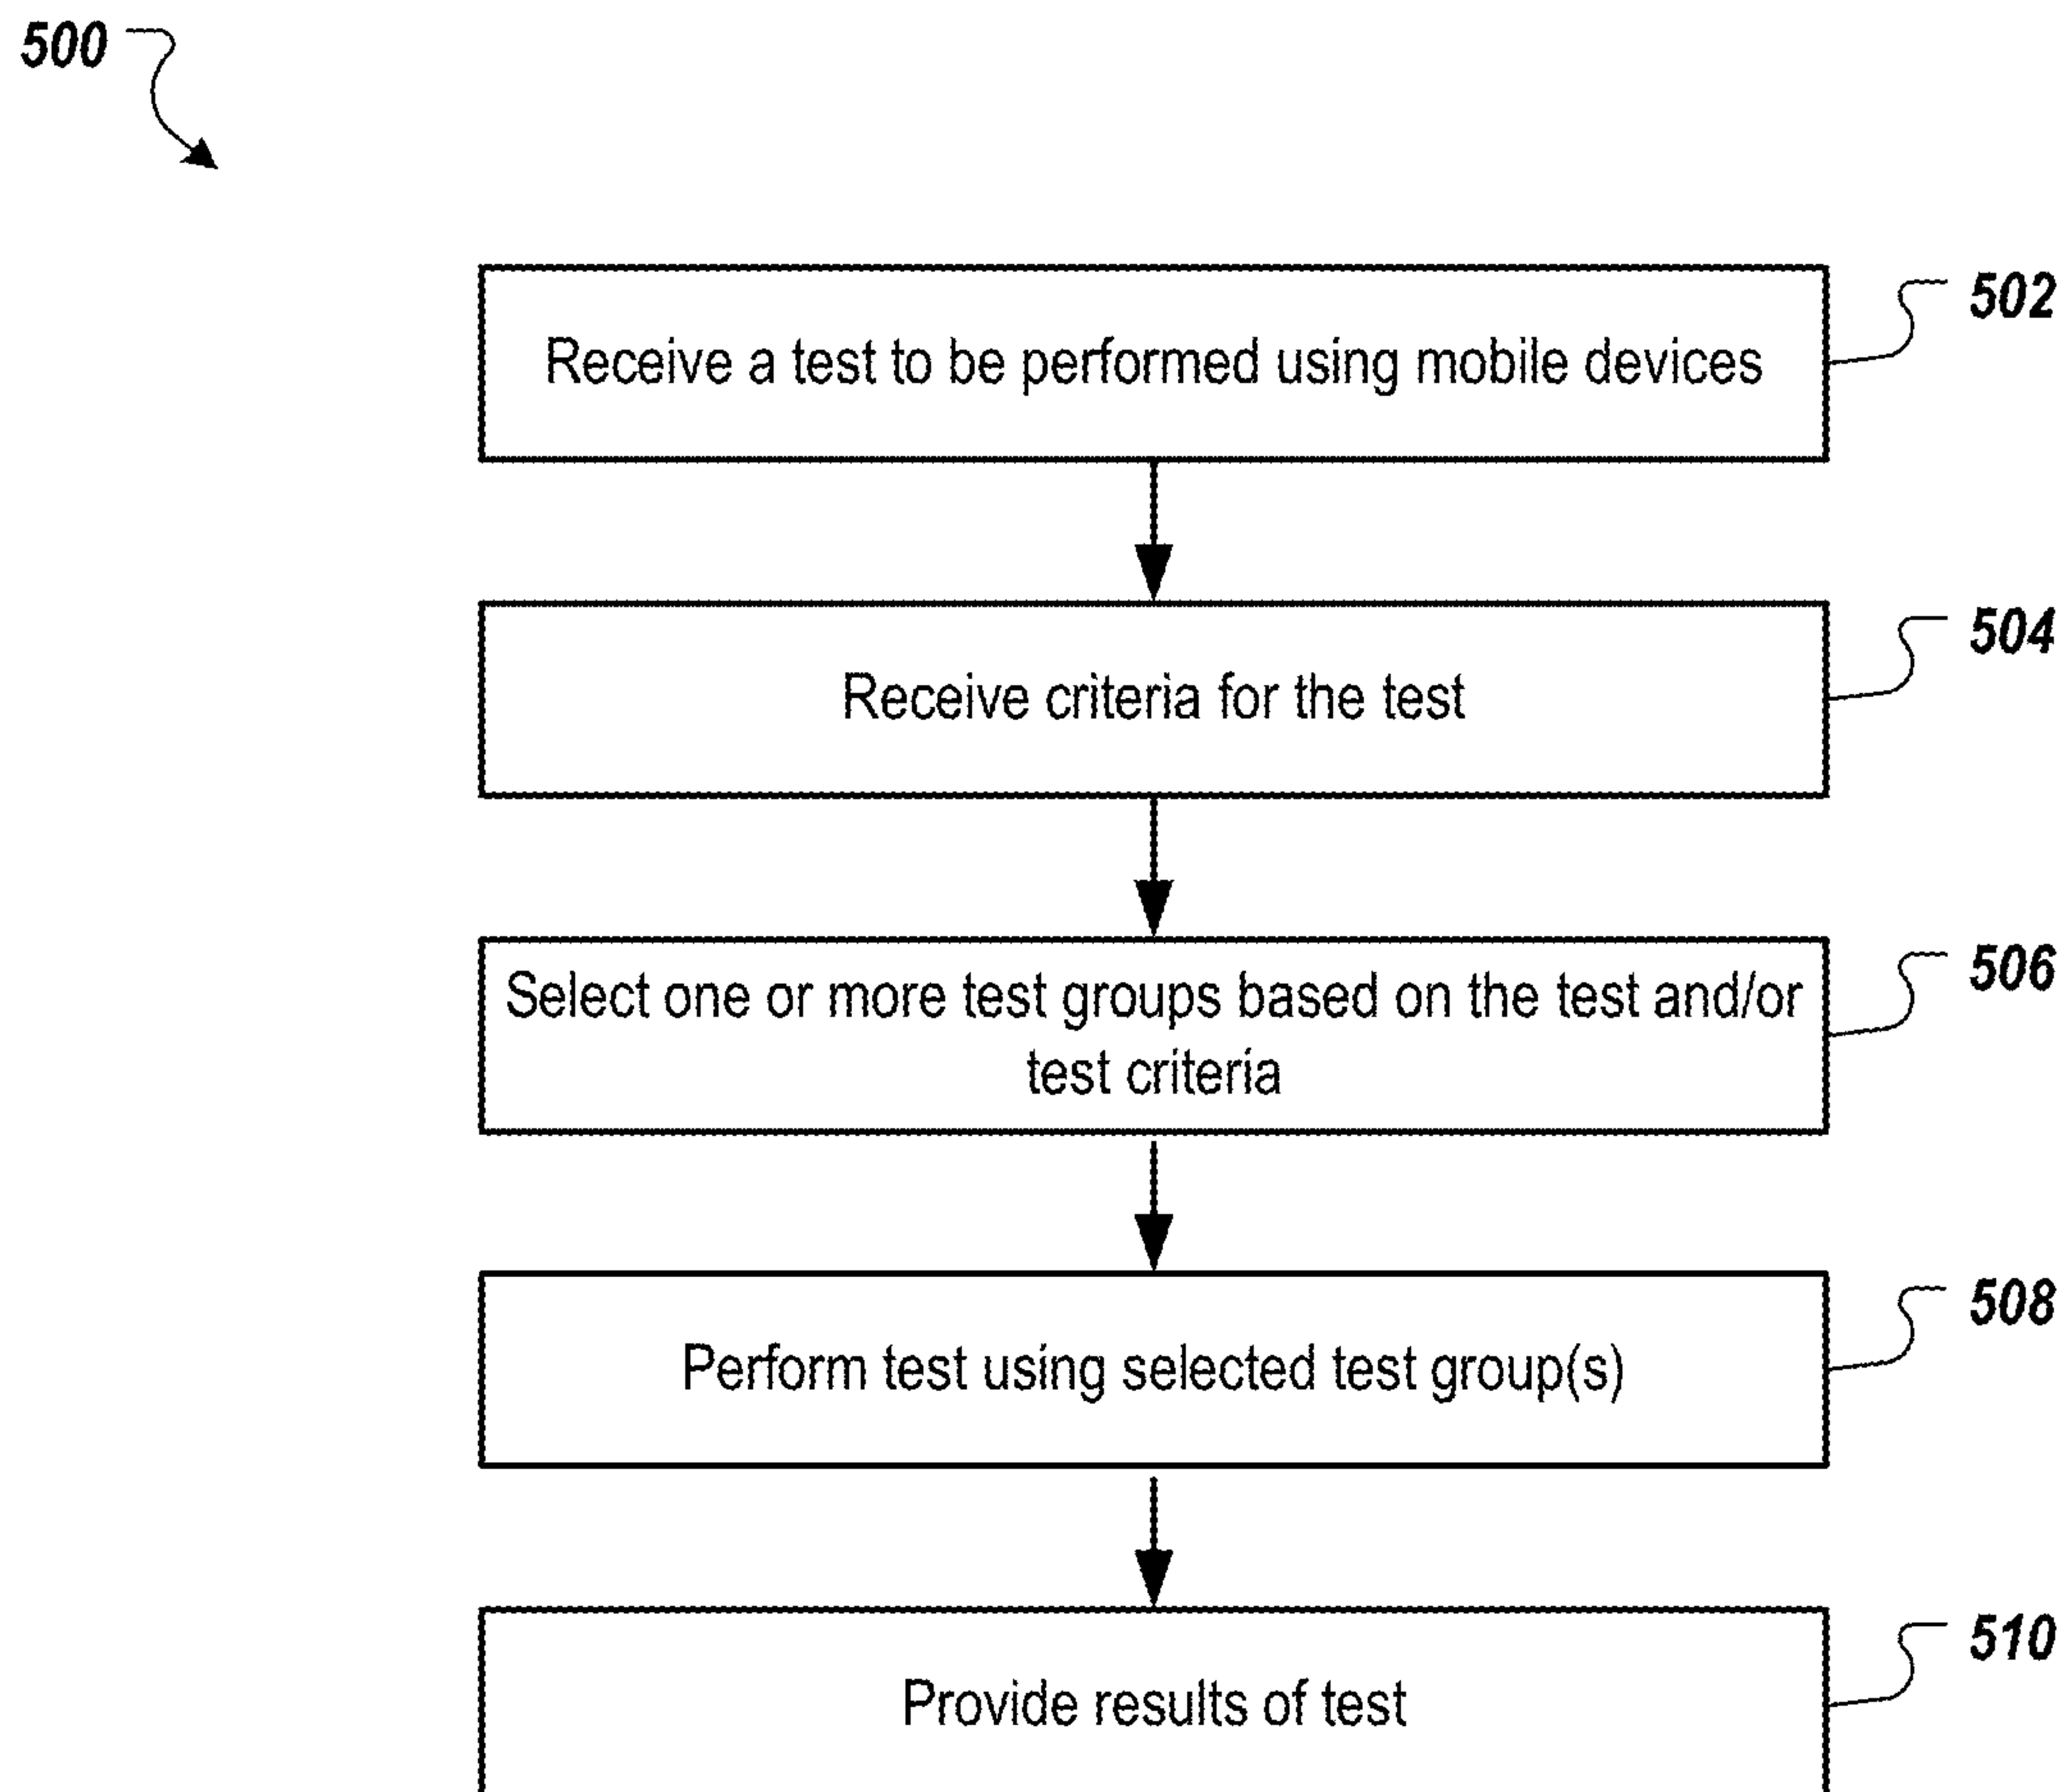 500
Receive a test to be performed using mobile devices
502
Receive criteria for the test
504
Select one or more test groups based on the test and/or
test criteria
506
Perform test using selected test group(s)
508
Provide results of test
510